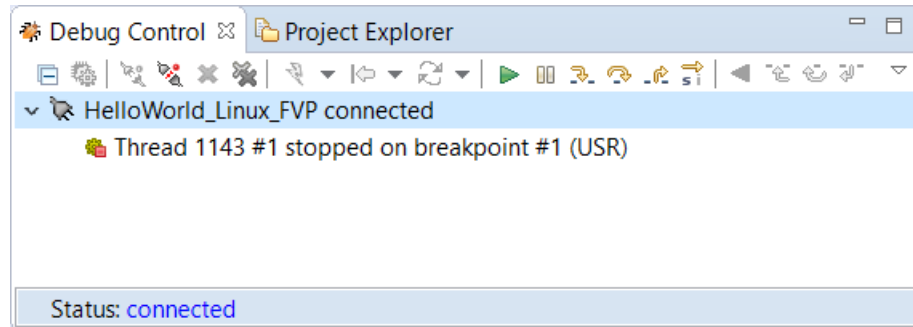 Debug Control Project Explorer
s i
HelloWorld_Linux_FVP connected
Thread 1143 #1 stopped on breakpoint #1 (USR)
Status: connected